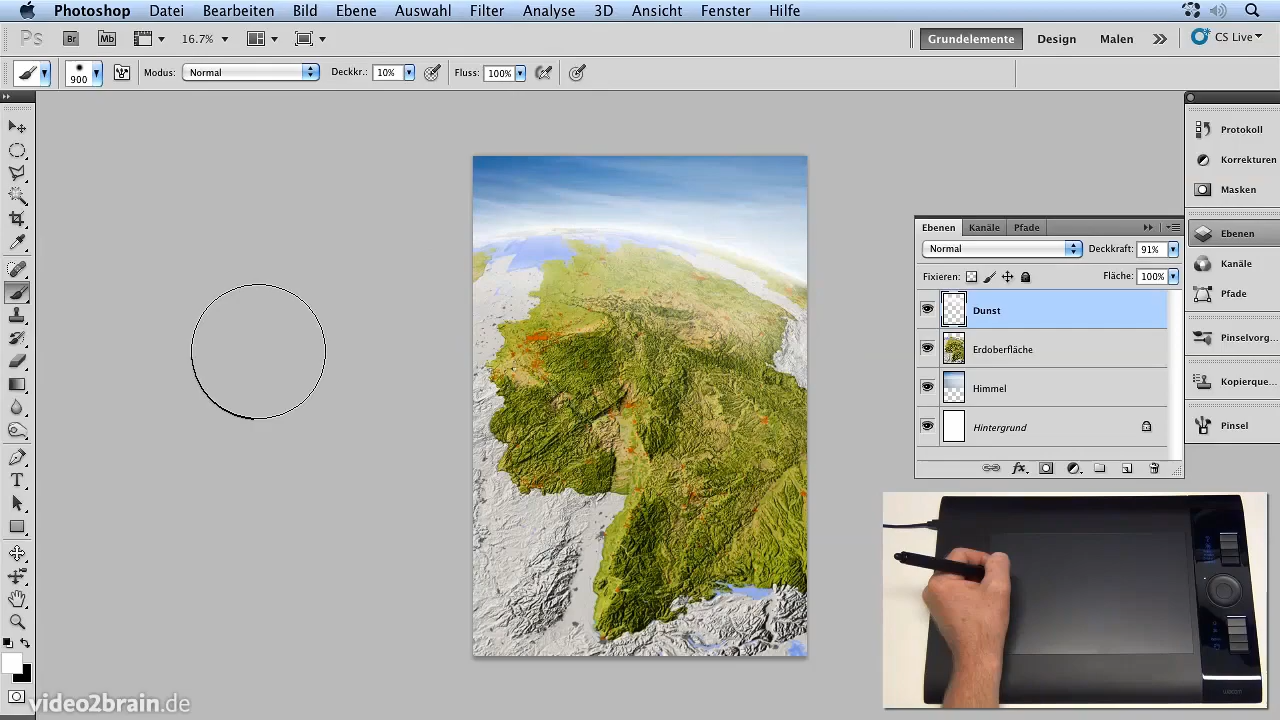 Photoshop Datei Bearbeiten Bild Ebene Auswahl Filter Analyse 3D Ansicht Fenster Hilfe
Ps Br Mb 16.7% Grundelemente Design Malen CS Live
900 Modus: Normal Deckkr.: 10% Fluss: 100%
Protokoll
Korrekturen
Masken
Ebenen
Kanäle
Pfade
Pinselvorg...
Kopierque...
Pinsel
Ebenen Kanäle Pfade
Normal Deckkraft: 91%
Fixieren: Fläche: 100%
Dunst
Erdoberfläche
Himmel
Hintergrund
fx
T
video2brain.de